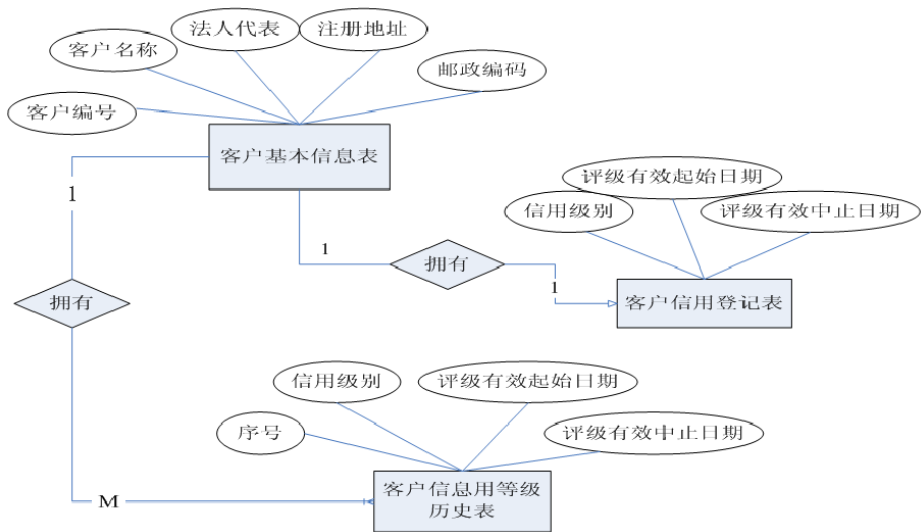 法人代表
注册地址
客户名称
邮政编码
客户编号
客户基本信息表
1
评级有效起始日期
信用级别
评级有效中止日期
1
拥有
1
客户信用登记表
拥有
信用级别
评级有效起始日期
序号
评级有效中止日期
客户信息用等级
历史表
M